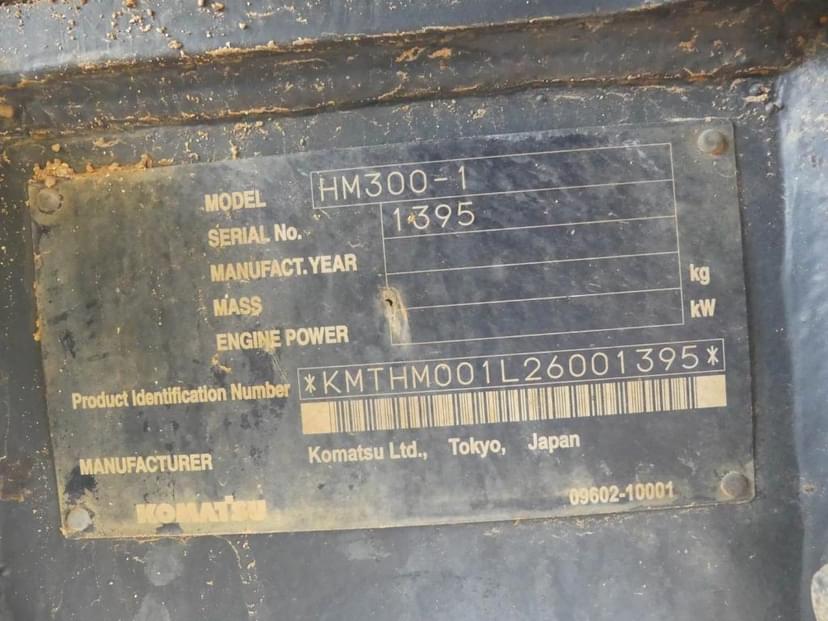 MODEL HM300-1
SERIAL No. 1395
MANUFACT. YEAR
MASS kg
ENGINE POWER kW
Product Identification Number *KMTHM001L26001395*
MANUFACTURER Komatsu Ltd., Tokyo, Japan
KOMATSU 09602-10001